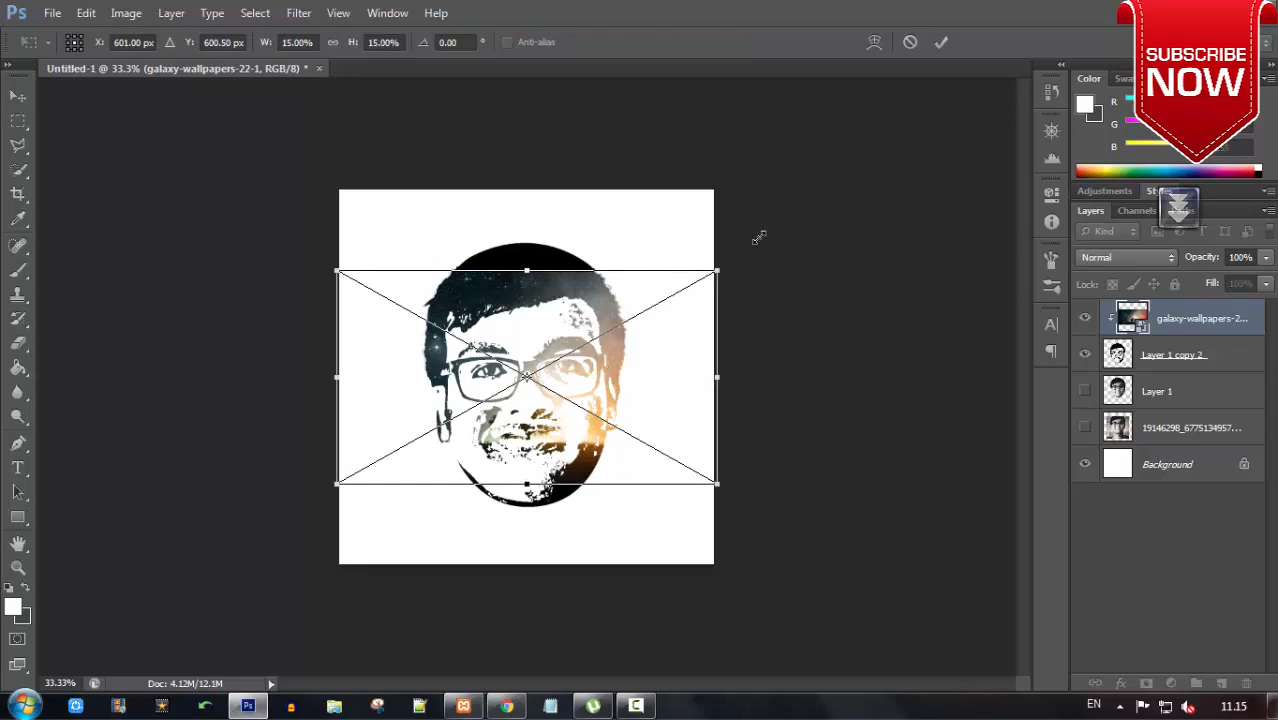 Ps File Edit Image Layer Type Select Filter 3D View Window Help
X: 601.00 px Y: 600.50 px W: 15.00% H: 15.00% 0.00 ° Anti-alias
SUBSCRIBE
NOW
Untitled-1 @ 33.3% (galaxy-wallpapers-22-1, RGB/8) * ×
Color
R
G
B
Adjustments
Layers Channels
Kind
Normal Opacity: 100%
Lock: Fill: 100%
galaxy-wallpapers-2...
Layer 1 copy 2
Layer 1
19146298_6775134957...
Background
33.33% Doc: 4.12M/12.1M
EN 11.15